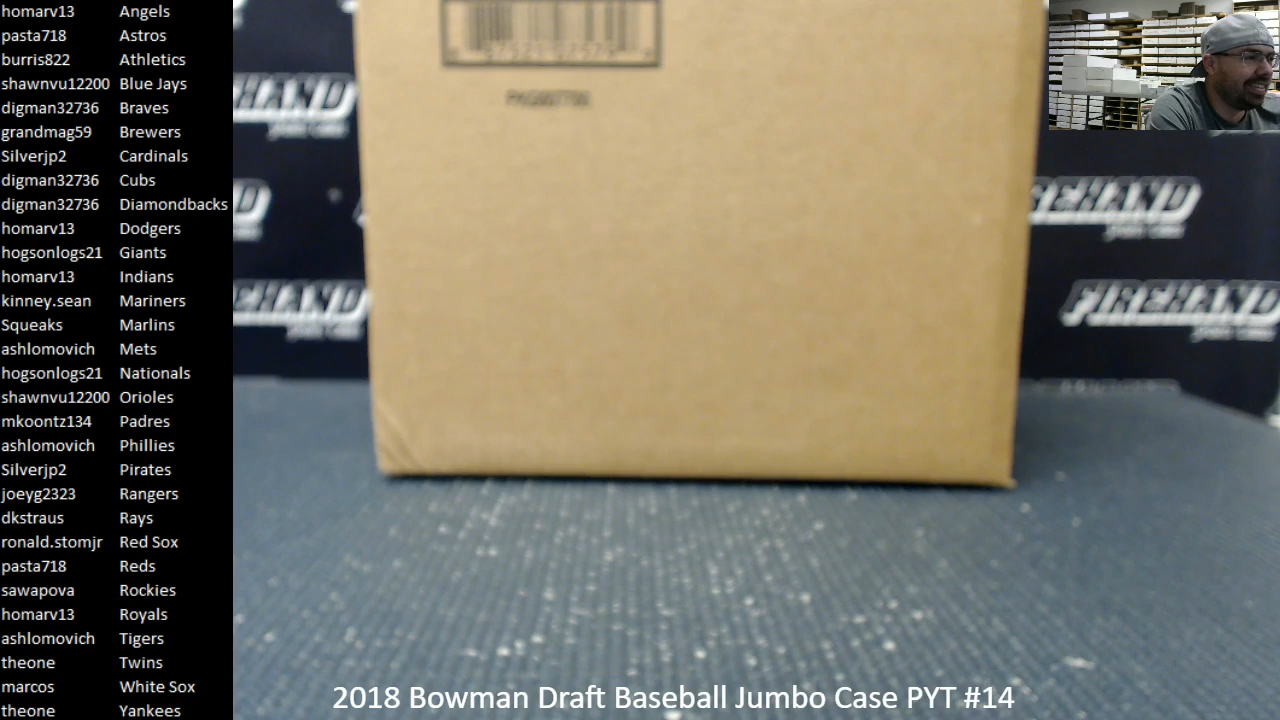 homarv13 Angels
pasta718 Astros
burris822 Athletics
shawnvu12200 Blue Jays
digman32736 Braves
grandmag59 Brewers
Silverjp2 Cardinals
digman32736 Cubs
digman32736 Diamondbacks
homarv13 Dodgers
hogsonlogs21 Giants
homarv13 Indians
kinney.sean Mariners
Squeaks Marlins
ashlomovich Mets
hogsonlogs21 Nationals
shawnvu12200 Orioles
mkoontz134 Padres
ashlomovich Phillies
Silverjp2 Pirates
joeyg2323 Rangers
dkstraus Rays
ronald.stomjr Red Sox
pasta718 Reds
sawapova Rockies
homarv13 Royals
ashlomovich Tigers
theone Twins
marcos White Sox
theone Yankees
FIREHAND
2018 Bowman Draft Baseball Jumbo Case PYT #14